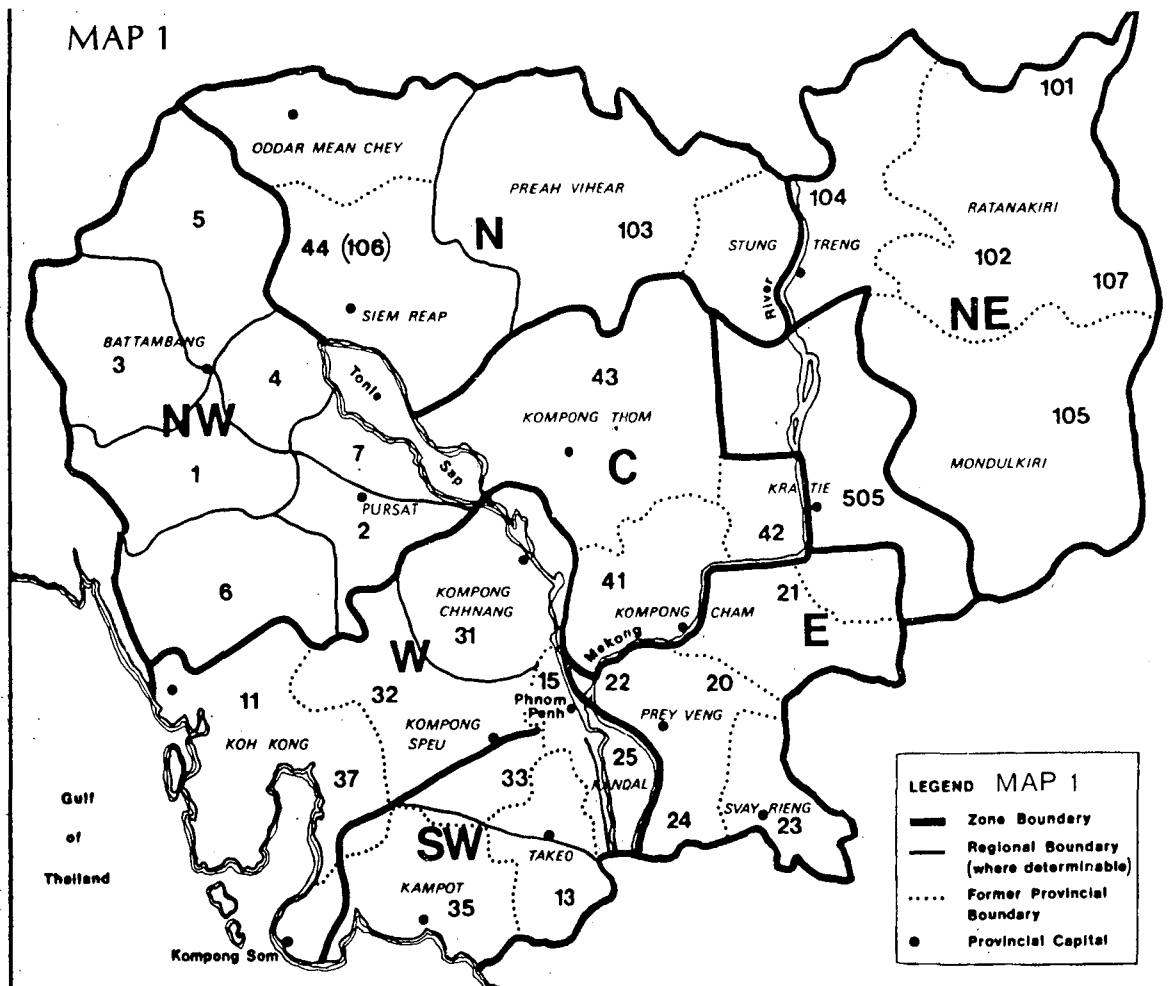 MAP 1
101
ODDAR MEAN CHEY
PREAH VIHEAR
104
RATANAKIRI
5
N
103
STUNG
TRENG
44 (106)
102
107
River
NE
SIEM REAP
BATTAMBANG
3
4
Tonle
43
KOMPONG THOM
105
NW
7
Sap
C
MONDULKIRI
1
KRATIE
505
PURSAT
2
42
6
KOMPONG
CHHNANG
31
41
21
KOMPONG CHAM
E
Mekong
W
15
22
20
11
32
Phnom
Penh
PREY VENG
KOH KONG
KOMPONG
SPEU
25
37
33
KANDAL
Gulf
of
Thailand
SVAY RIENG
24
23
SW
TAKEO
KAMPOT
35
13
Kompong Som
LEGEND MAP 1
Zone Boundary
Regional Boundary
(where determinable)
Former Provincial
Boundary
Provincial Capital